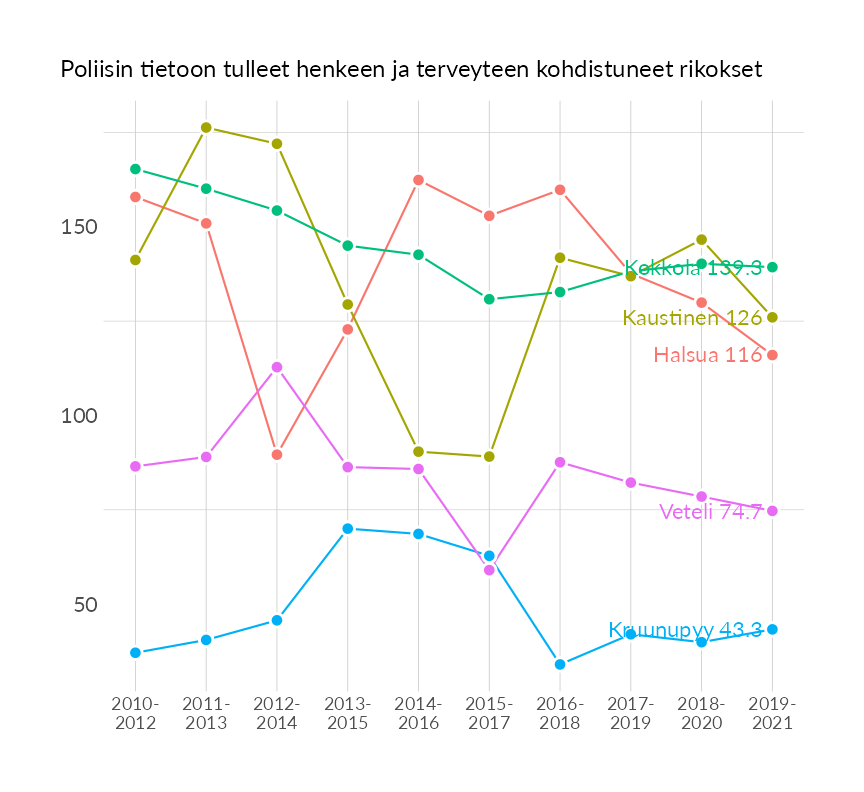 Poliisin tietoon tulleet henkeen ja terveyteen kohdistuneet rikokset
150
100
50
Kokkola 139.3
Kaustinen 126
Halsua 116
Veteli 74.7
Kruunupyy 43.3
2010- 2011- 2012- 2013- 2014- 2015- 2016- 2017- 2018- 2019-
2012 2013 2014 2015 2016 2017 2018 2019 2020 2021